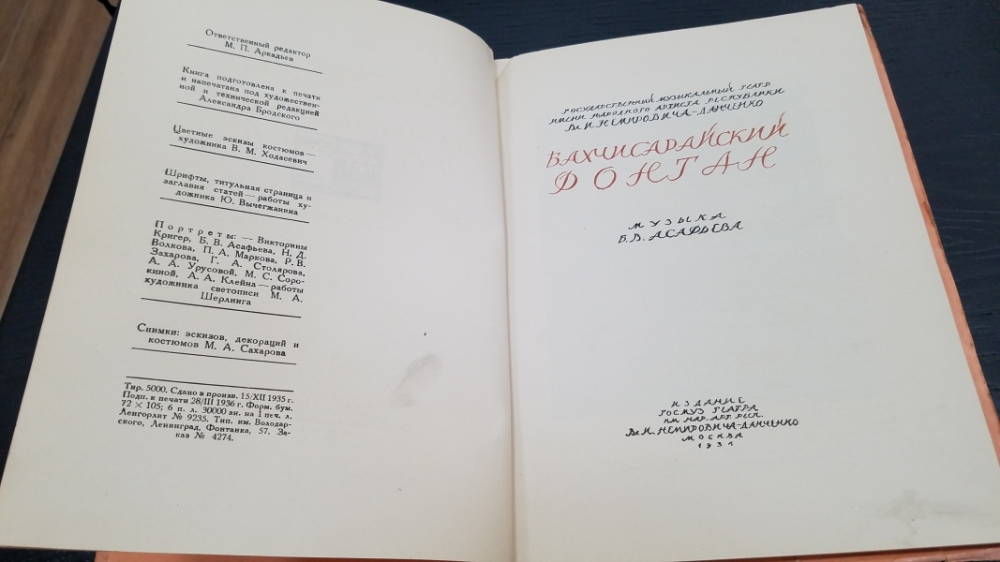 Ответственный редактор
М. П. Аркадьев
Книга подготовлена к печати
и напечатана под художествен-
ной и технической редакцией
Александра Бродского
Цветные эскизы костюмов —
художника В. М. Ходасевич
Шрифты, титульная страница и
заглавия статей — работы ху-
дожника Ю. Вычегжанина
Портреты: — Викторины
Кригер, Б. В. Асафьева, Н. Д.
Волкова, П. А. Маркова, Р. В.
Захарова, Г. А. Столярова,
А. А. Урусовой, М. С. Соро-
киной, А. А. Клейна — работы
художника светописи М. А.
Шерлинга
Снимки: эскизов, декораций и
костюмов М. А. Сахарова
Тир. 5000. Сдано в произв. 15/XII 1935 г.
Подп. к печати 28/III 1936 г. Форм. бум.
72 × 105; 6 п. л. 30000 зн. на 1 печ. л.
Ленгорлит № 9235. Тип. им. Володар-
ского, Ленинград, Фонтанка, 57. За-
каз № 4274.
ГОСУДАРСТВЕННЫЙ МУЗЫКАЛЬНЫЙ ТЕАТР
ИМЕНИ НАРОДНОГО АРТИСТА РЕСПУБЛИКИ
Вл. И. НЕМИРОВИЧА-ДАНЧЕНКО
БАХЧИСАРАЙСКИЙ
ФОНТАН
МУЗЫКА
Б. В. АСАФЬЕВА
ИЗДАНИЕ
ГОСМУЗ ТЕАТРА
ИМ. НАР. АРТ. РЕСП.
Вл. И. НЕМИРОВИЧА-ДАНЧЕНКО
МОСКВА